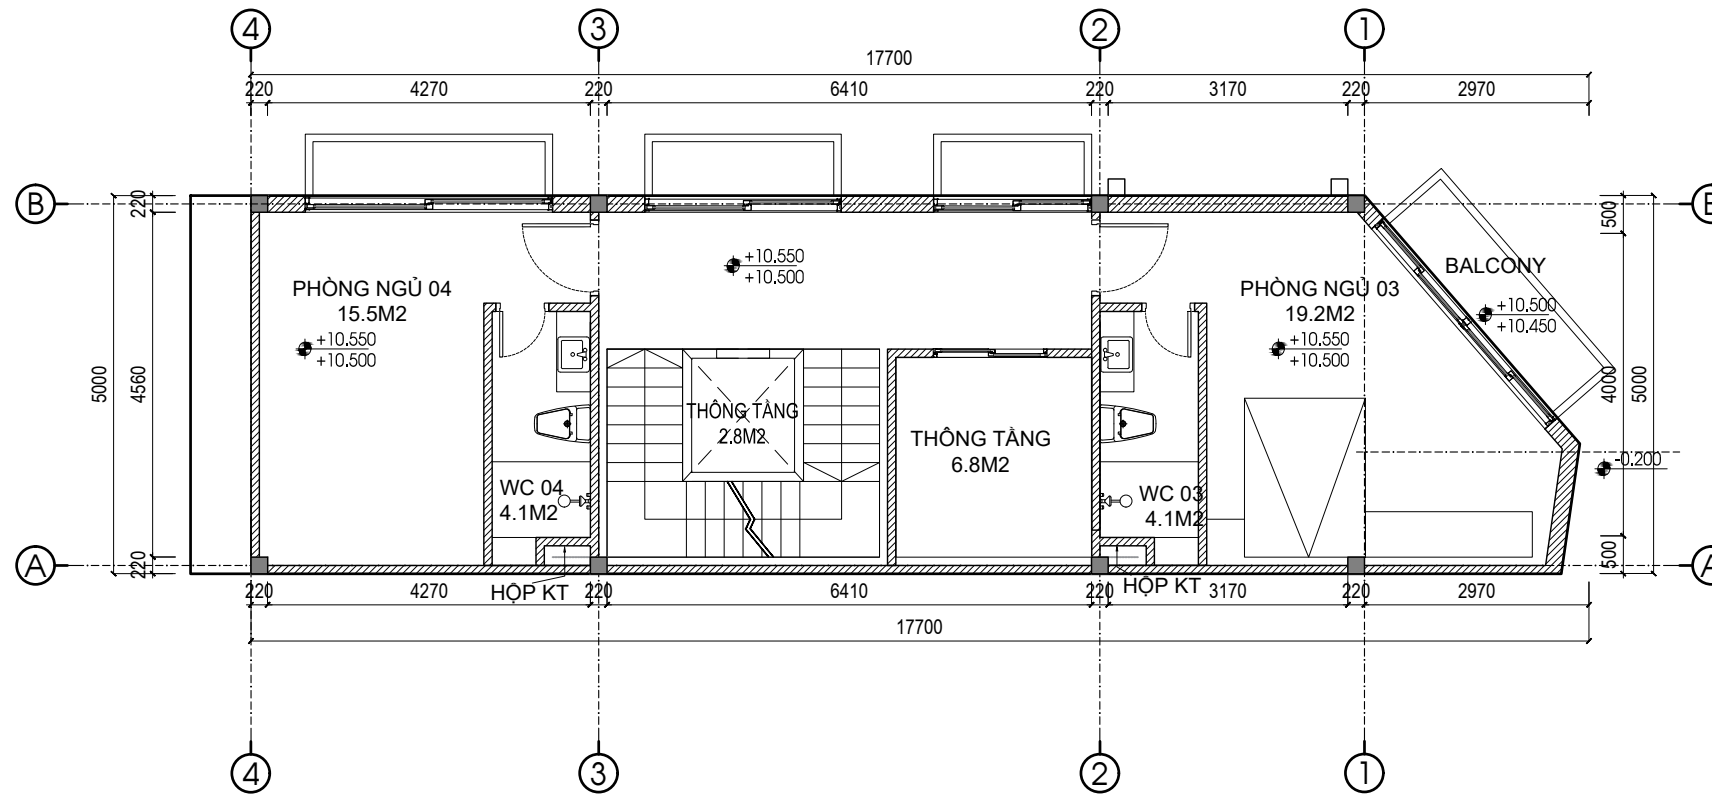 4
3
2
1
17700
220
4270
220
6410
220
3170
220
2970
B
220
B
500
+10.550
+10.500
BALCONY
PHÒNG NGỦ 04
15.5M2
+10.550
+10.500
PHÒNG NGỦ 03
19.2M2
+10.550
+10.500
+10.500
+10.450
5000
4560
4000
5000
THÔNG TẦNG
2.8M2
THÔNG TẦNG
6.8M2
-0.200
WC 04
4.1M2
WC 03
4.1M2
A
220
500
A
HỘP KT
HỘP KT
220
4270
220
6410
220
3170
220
2970
17700
4
3
2
1